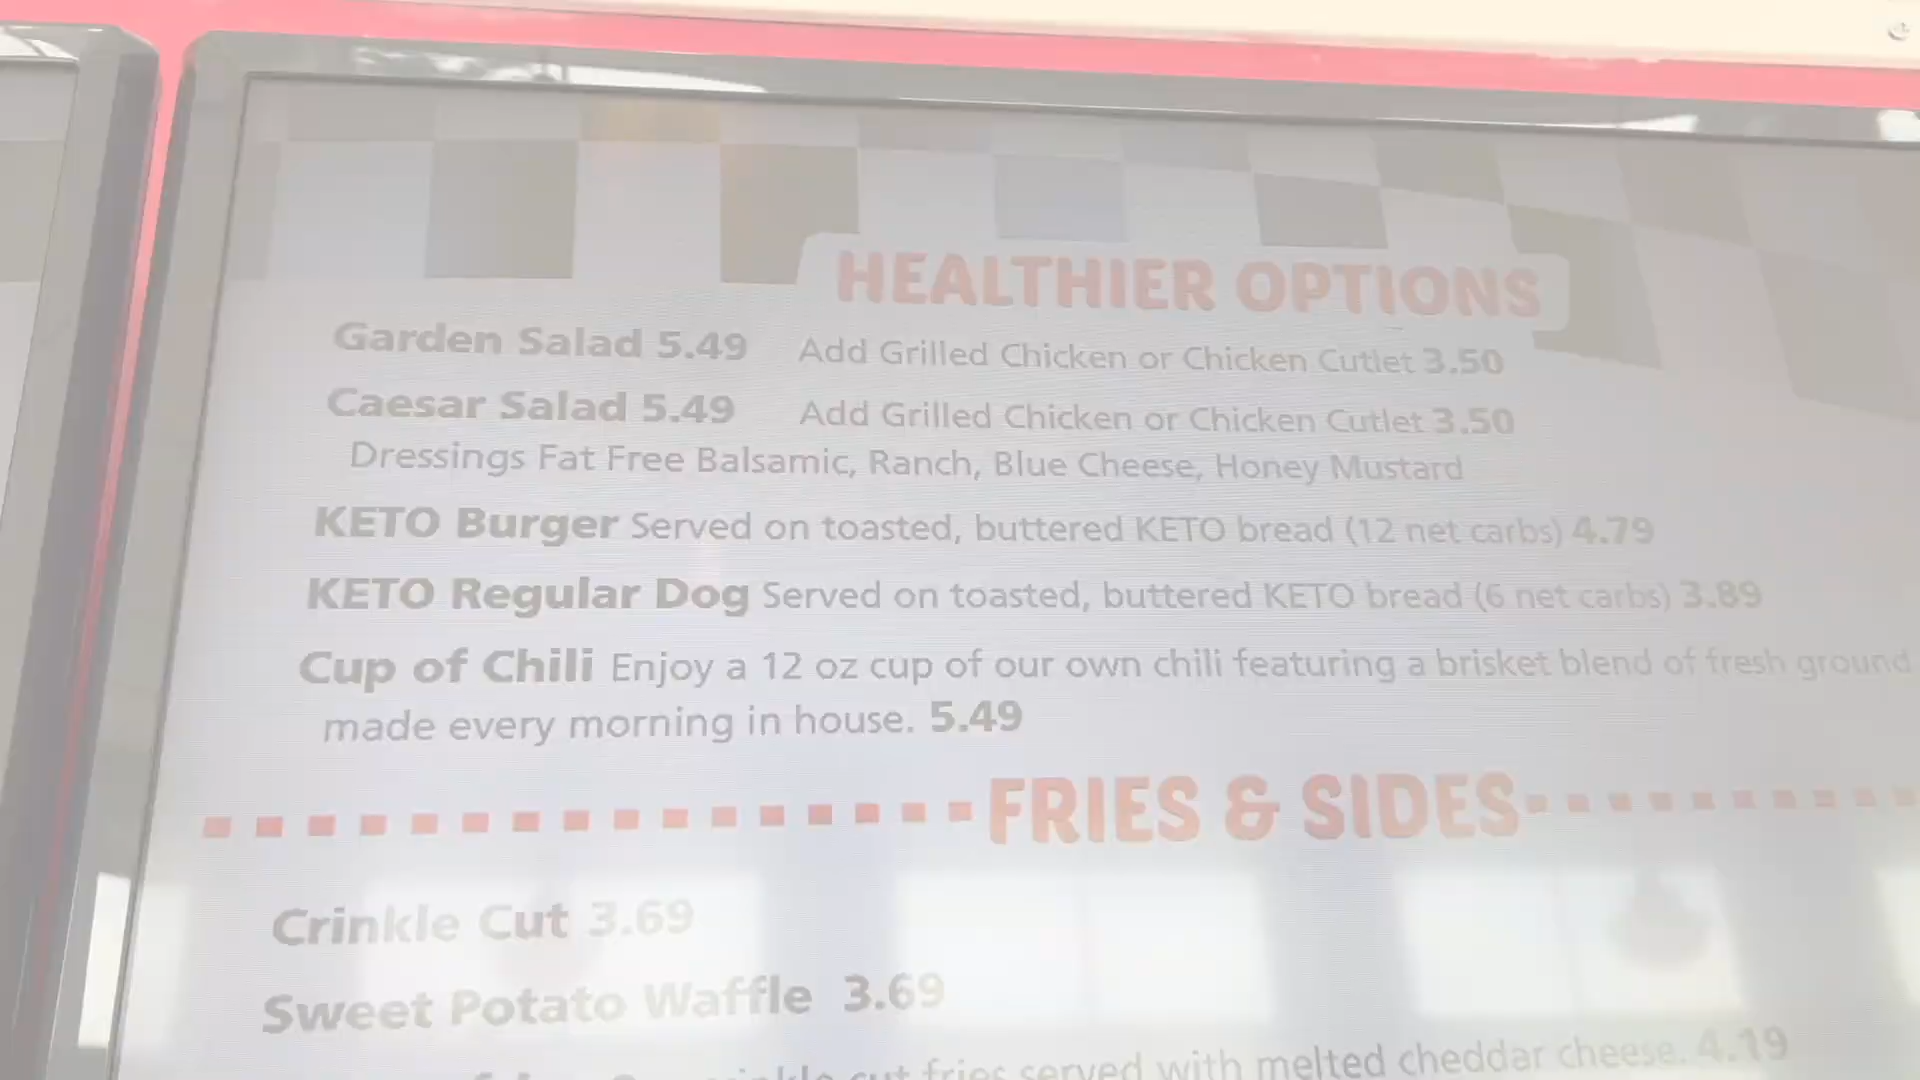 HEALTHIER OPTIONS
Garden Salad 5.49 Add Grilled Chicken or Chicken Cutlet 3.50
Caesar Salad 5.49 Add Grilled Chicken or Chicken Cutlet 3.50
Dressings Fat Free Balsamic, Ranch, Blue Cheese, Honey Mustard
KETO Burger Served on toasted, buttered KETO bread (12 net carbs) 4.79
KETO Regular Dog Served on toasted, buttered KETO bread (6 net carbs) 3.89
Cup of Chili Enjoy a 12 oz cup of our own chili featuring a brisket blend of fresh ground
made every morning in house. 5.49
FRIES & SIDES
Crinkle Cut 3.69
Sweet Potato Waffle 3.69
cut fries served with melted cheddar cheese. 4.19